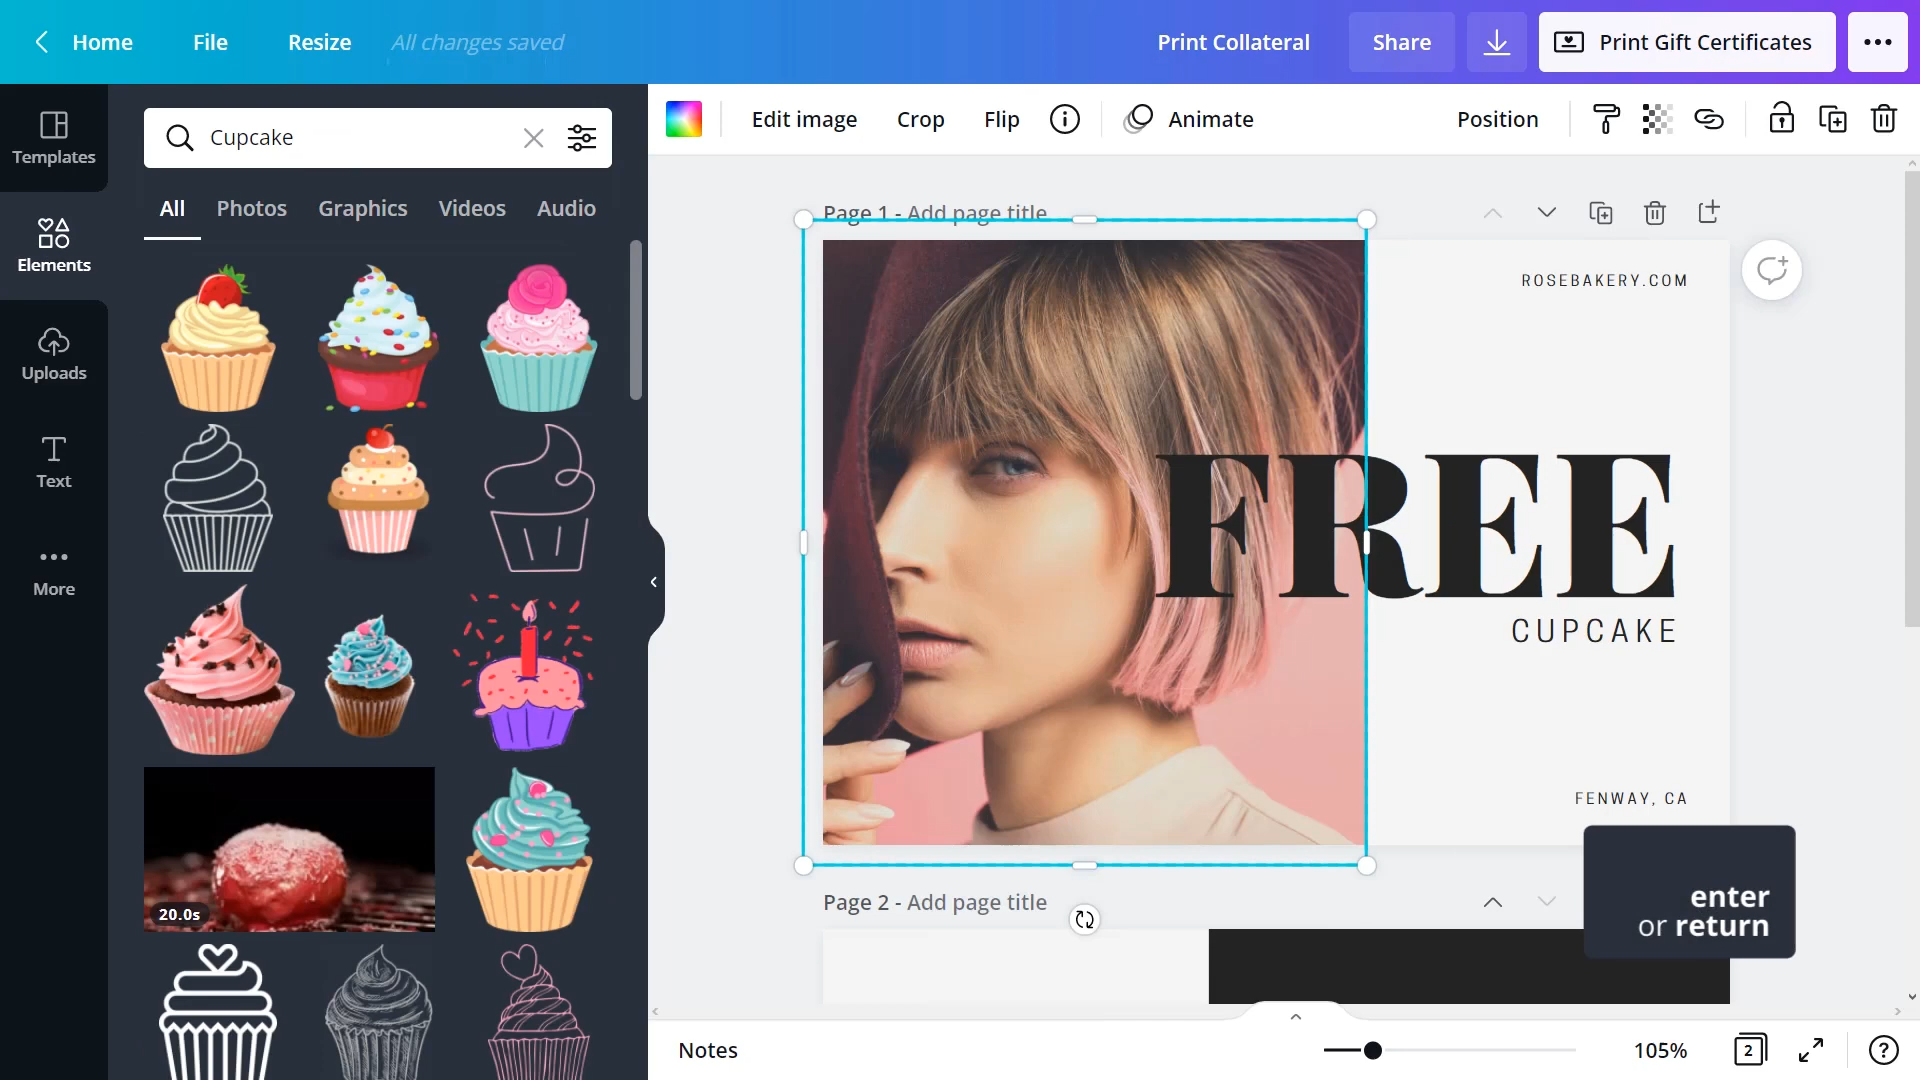 Home
File
Resize
All changes saved
Print Collateral
Share
Print Gift Certificates
Templates
Elements
Uploads
Text
More
Cupcake
All
Photos
Graphics
Videos
Audio
20.0s
Edit image
Crop
Flip
Animate
Position
Page 1 - Add page title
ROSEBAKERY.COM
FREE
CUPCAKE
FENWAY, CA
enter
or return
Page 2 - Add page title
Notes
105%
2